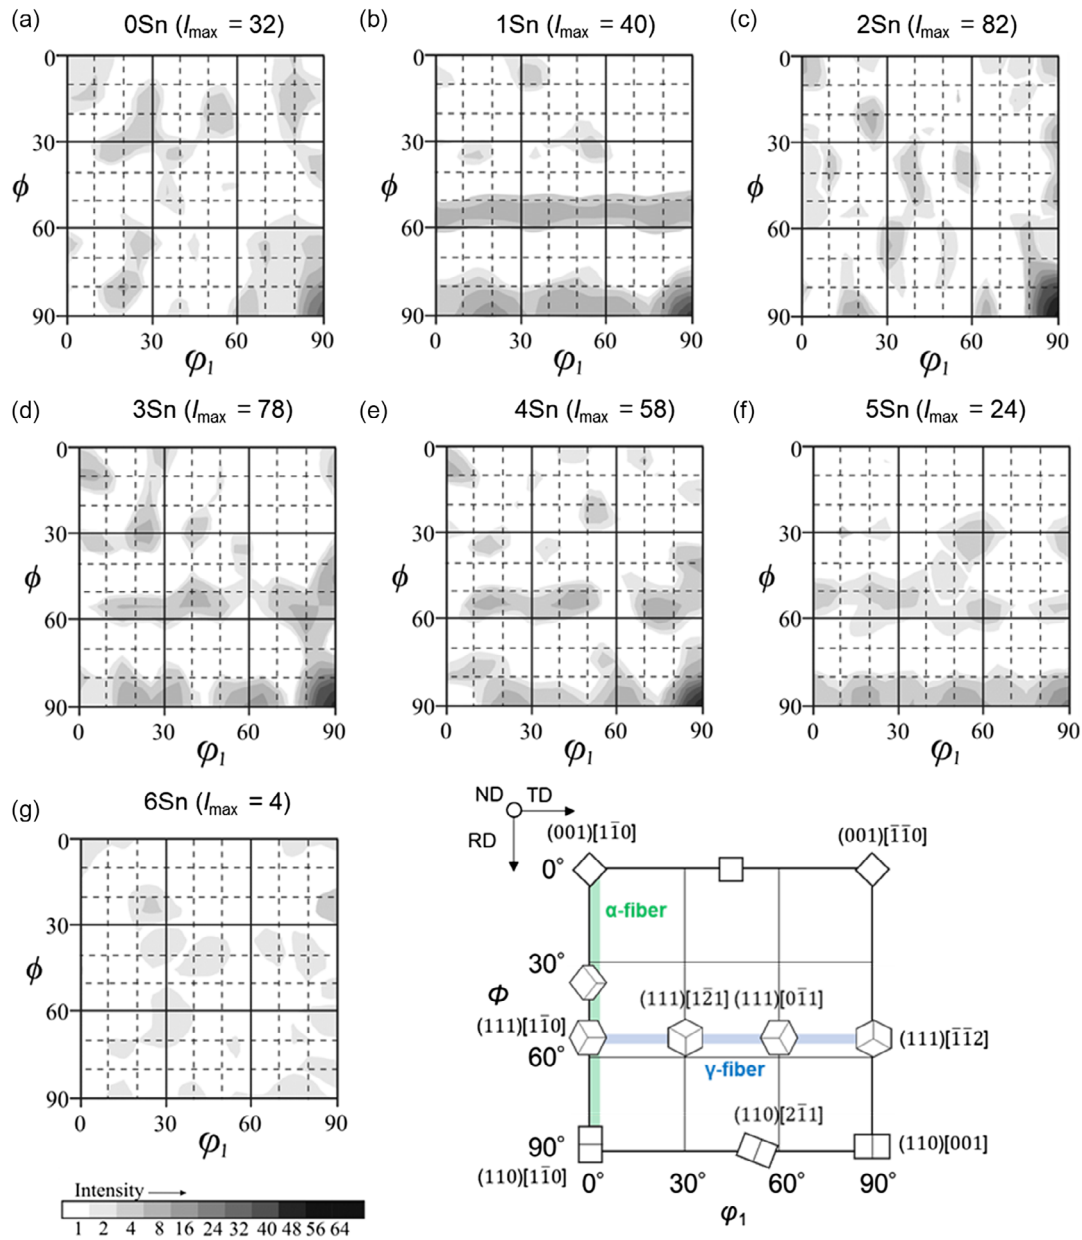 (a) 0Sn (Imax = 32)
(b) 1Sn (Imax = 40)
(c) 2Sn (Imax = 82)
0
30
60
90
ϕ
0 30 60 90
φ1
0
30
60
90
ϕ
0 30 60 90
φ1
0
30
60
90
ϕ
0 30 60 90
φ1
(d) 3Sn (Imax = 78)
(e) 4Sn (Imax = 58)
(f) 5Sn (Imax = 24)
0
30
60
90
ϕ
0 30 60 90
φ1
0
30
60
90
ϕ
0 30 60 90
φ1
0
30
60
90
ϕ
0 30 60 90
φ1
(g) 6Sn (Imax = 4)
0
30
60
90
ϕ
0 30 60 90
φ1
Intensity
1 2 4 8 16 24 32 40 48 56 64
ND TD
RD
(001)[11̄0] (001)[1̄1̄0]
0°
α-fiber
30°
Φ
(111)[12̄1] (111)[01̄1]
(111)[11̄0] (111)[1̄1̄2]
60°
γ-fiber
(110)[21̄1]
90° (110)[001]
(110)[11̄0]
0° 30° 60° 90°
φ1